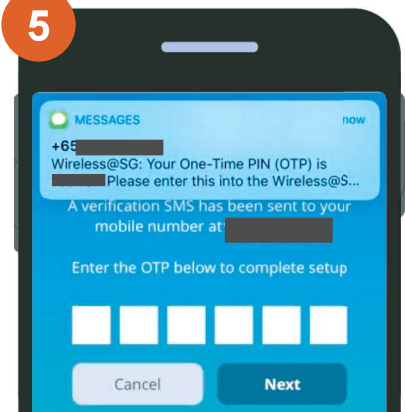 5
MESSAGES now
+65
Wireless@SG: Your One-Time PIN (OTP) is
Please enter this into the Wireless@S...
A verification SMS has been sent to your
mobile number at
Enter the OTP below to complete setup
Cancel Next